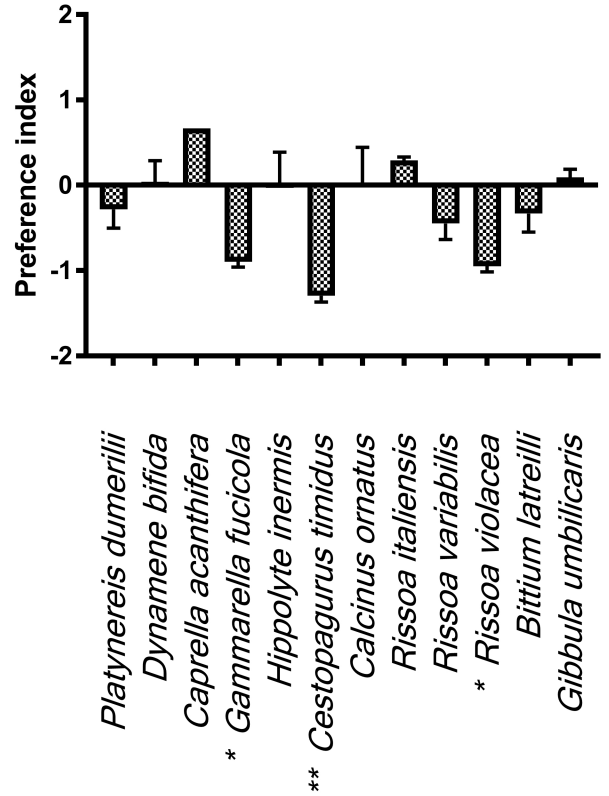 Preference index
2
1
0
-1
-2
Platynereis dumerilii
Dynamene bifida
Caprella acanthifera
* Gammarella fucicola
Hippolyte inermis
** Cestopagurus timidus
Calcinus ornatus
Rissoa italiensis
Rissoa variabilis
* Rissoa violacea
Bittium latreilli
Gibbula umbilicaris